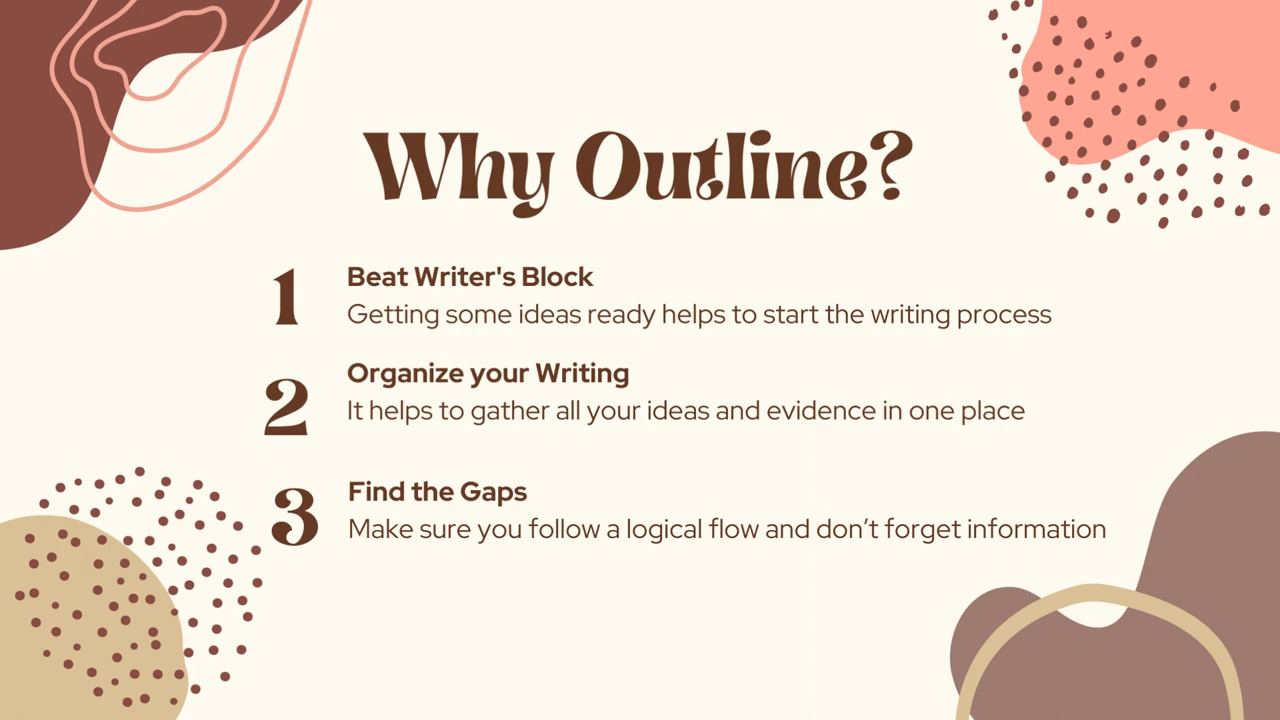 Why Outline?
1
Beat Writer's Block
Getting some ideas ready helps to start the writing process
2
Organize your Writing
It helps to gather all your ideas and evidence in one place
3
Find the Gaps
Make sure you follow a logical flow and don’t forget information